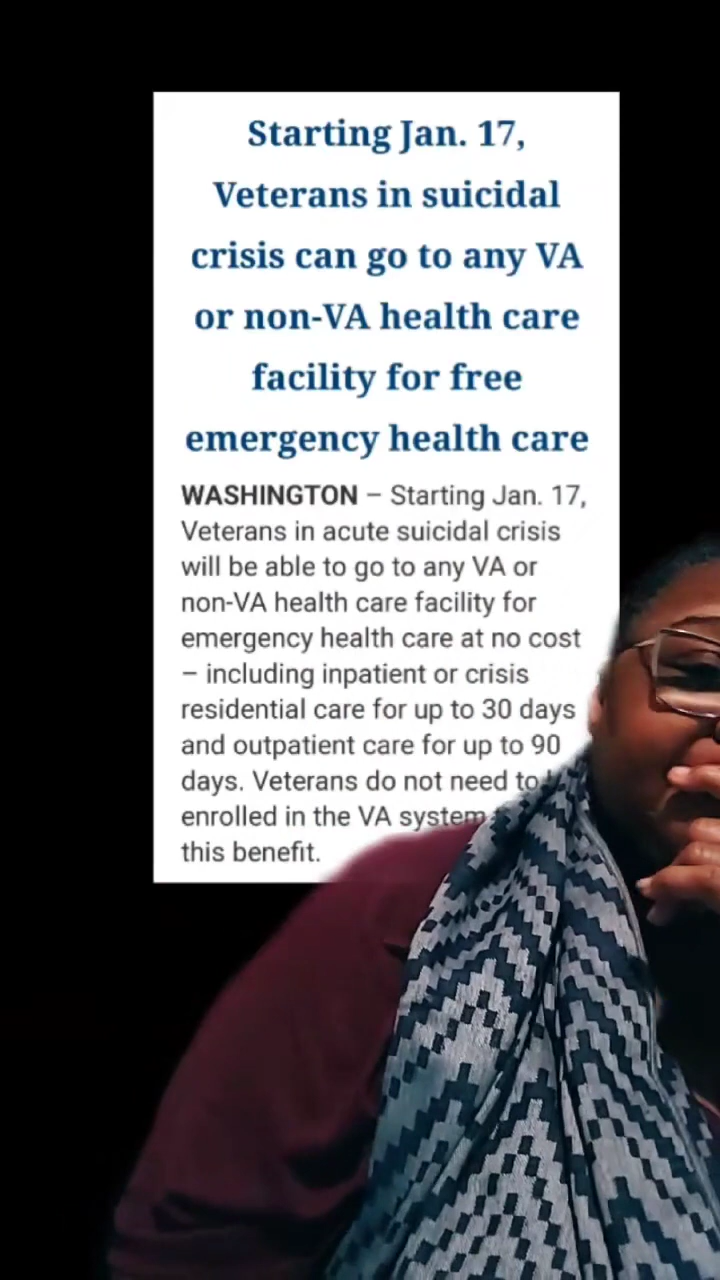 Starting Jan. 17,
Veterans in suicidal
crisis can go to any VA
or non-VA health care
facility for free
emergency health care
WASHINGTON – Starting Jan. 17,
Veterans in acute suicidal crisis
will be able to go to any VA or
non-VA health care facility for
emergency health care at no cost
– including inpatient or crisis
residential care for up to 30 days
and outpatient care for up to 90
days. Veterans do not need to
enrolled in the VA system
this benefit.